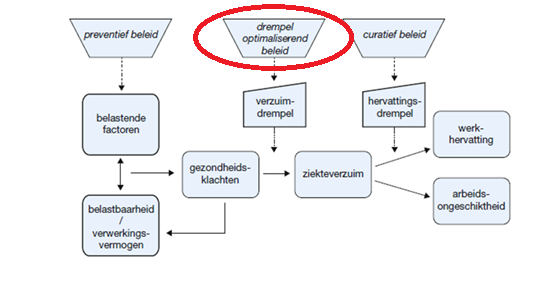 preventief beleid
drempel
optimaliserend
beleid
curatief beleid
belastende
factoren
verzuim-
drempel
hervattings-
drempel
werk-
hervatting
gezondheids-
klachten
ziekteverzuim
arbeids-
ongeschiktheid
belastbaarheid
/
verwerkings-
vermogen